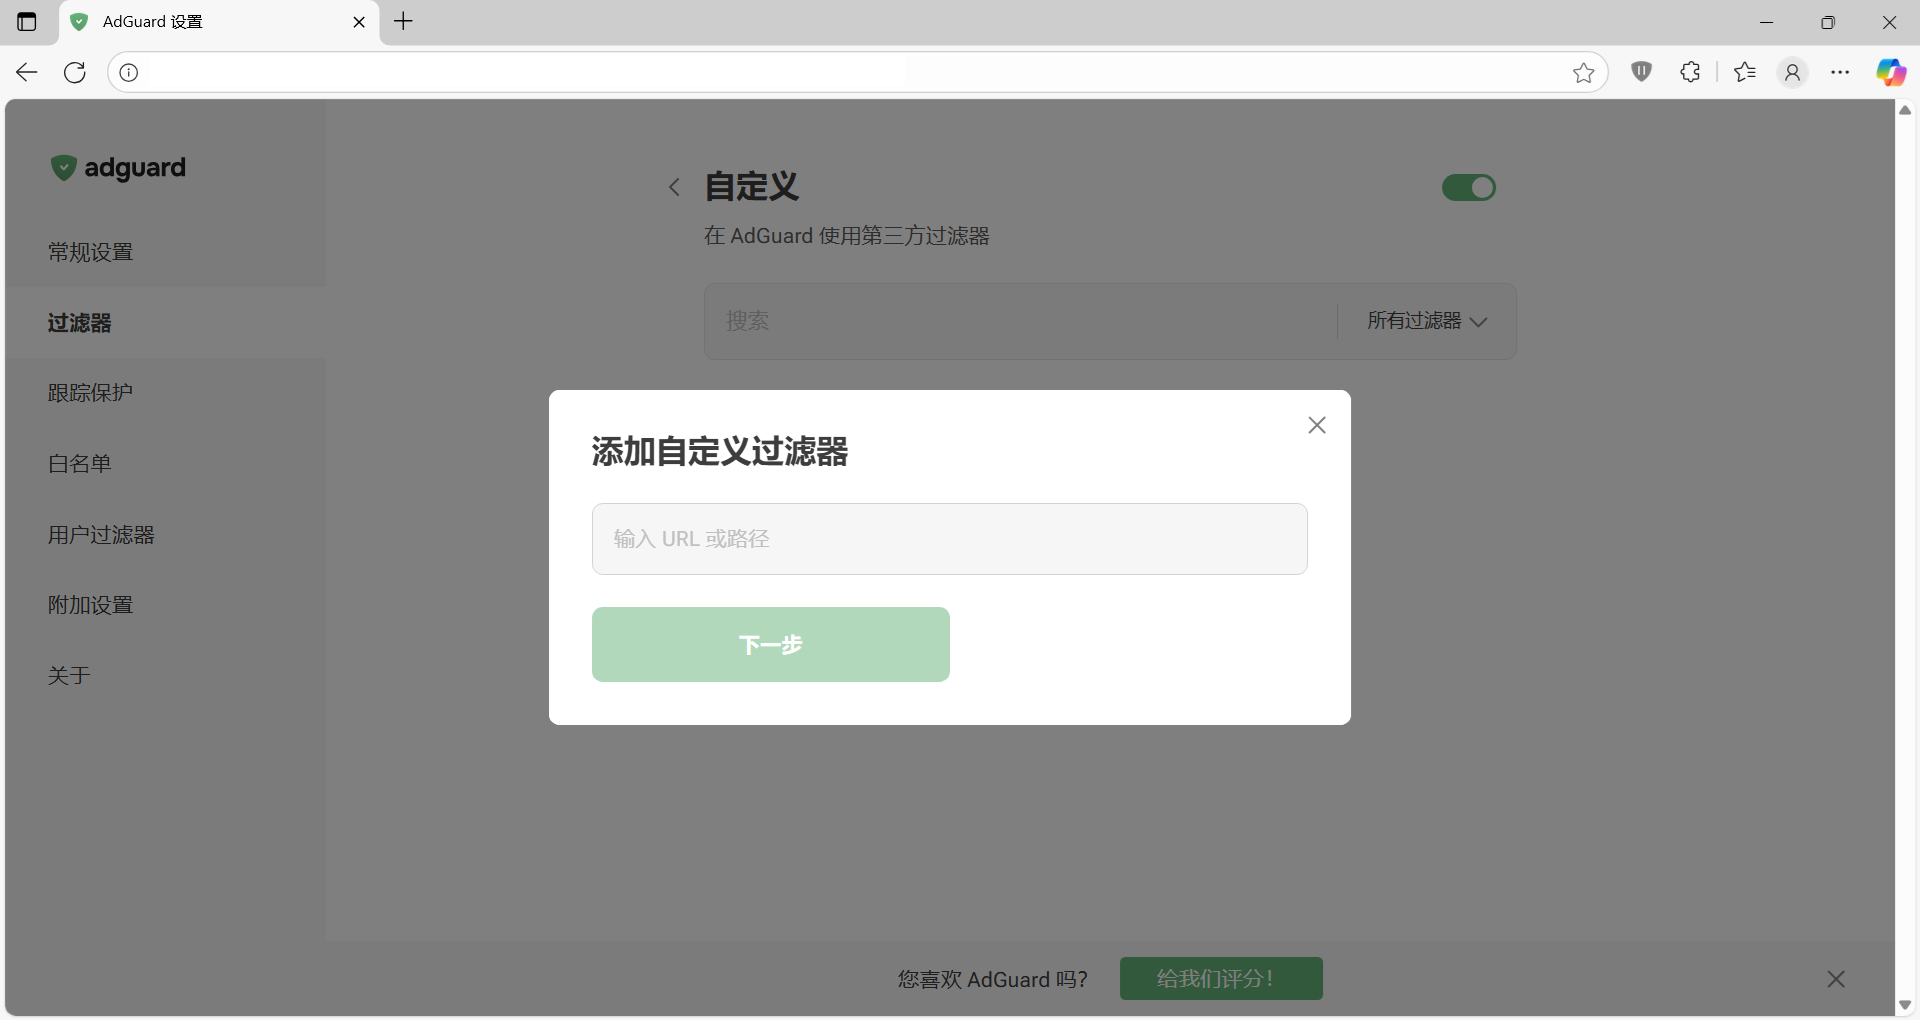 AdGuard 设置
adguard
常规设置
过滤器
跟踪保护
白名单
用户过滤器
附加设置
关于
自定义
在 AdGuard 使用第三方过滤器
搜索
所有过滤器
添加自定义过滤器
输入 URL 或路径
下一步
您喜欢 AdGuard 吗？
给我们评分！